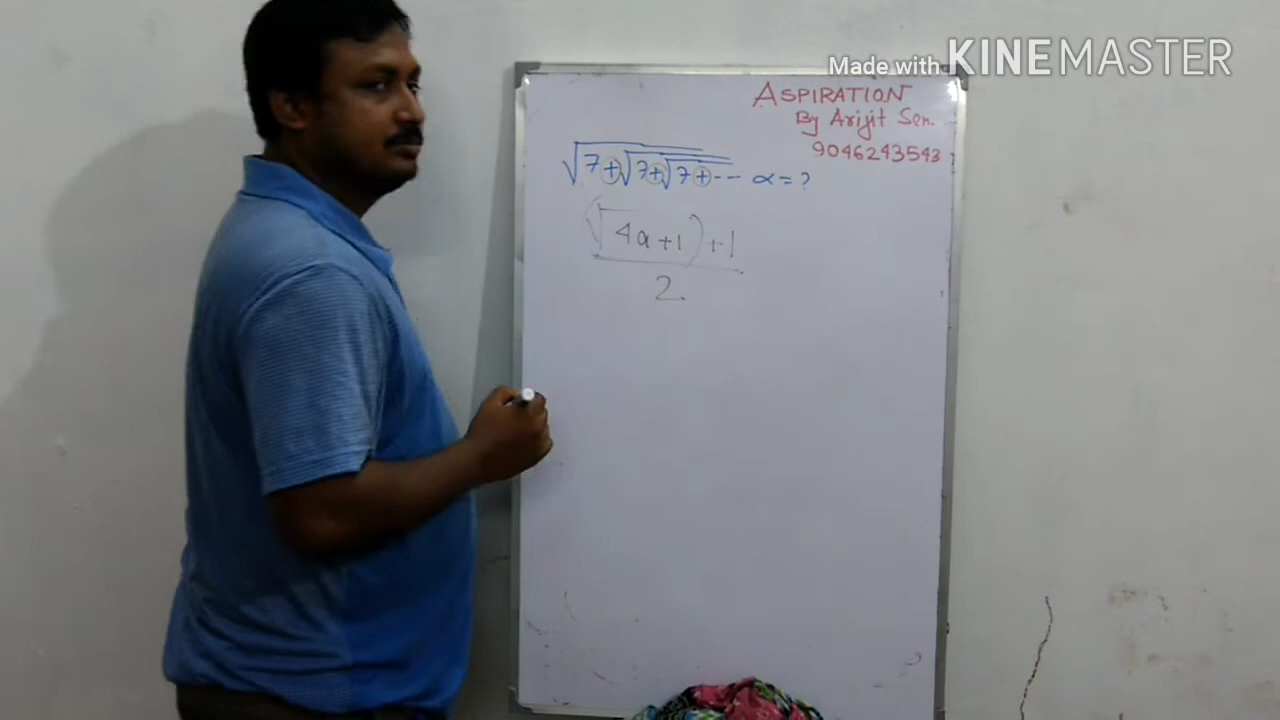 Made with KINEMASTER
ASPIRATION
By Arijit Sen.
9046243543
√7+√7+√7+--- ∝=?
(√4a+1)+1
2